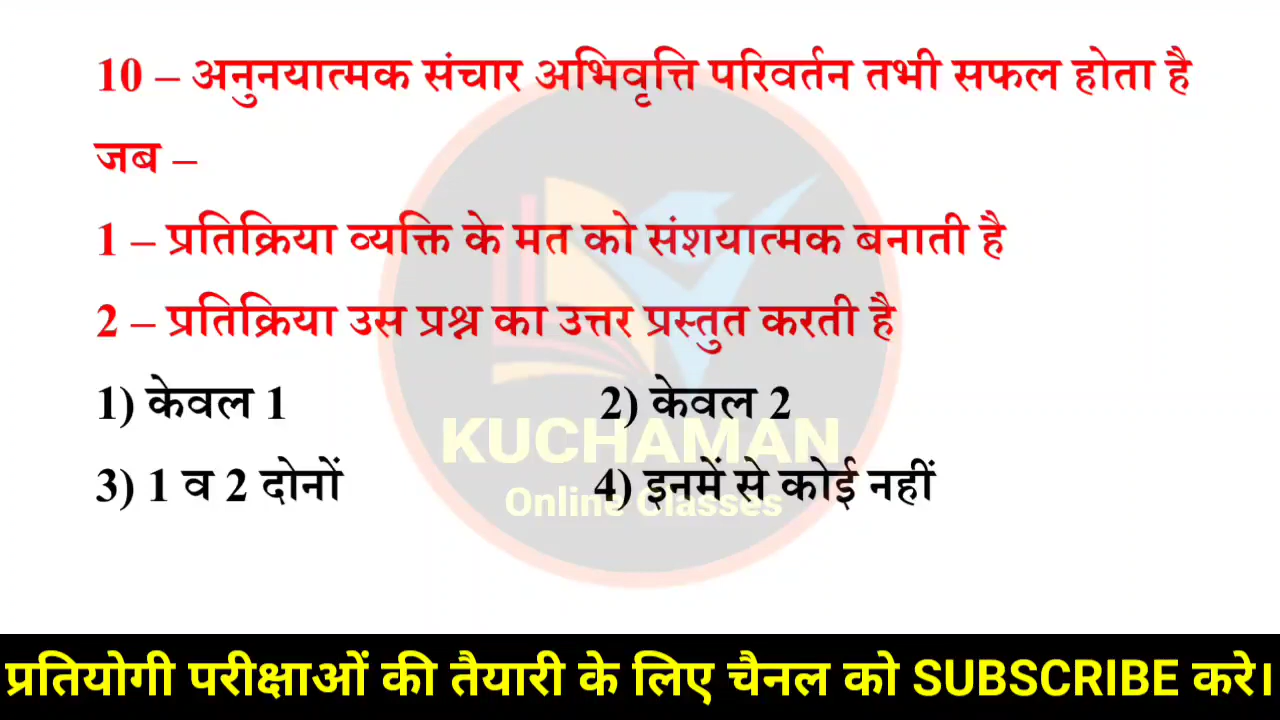 10 – अनुनयात्मक संचार अभिवृत्ति परिवर्तन तभी सफल होता है
जब –
1 – प्रतिक्रिया व्यक्ति के मत को संशयात्मक बनाती है
2 – प्रतिक्रिया उस प्रश्न का उत्तर प्रस्तुत करती है
1) केवल 1 2) केवल 2
KUCHAMAN
3) 1 व 2 दोनों 4) इनमें से कोई नहीं
Online Classes
प्रतियोगी परीक्षाओं की तैयारी के लिए चैनल को SUBSCRIBE करे।